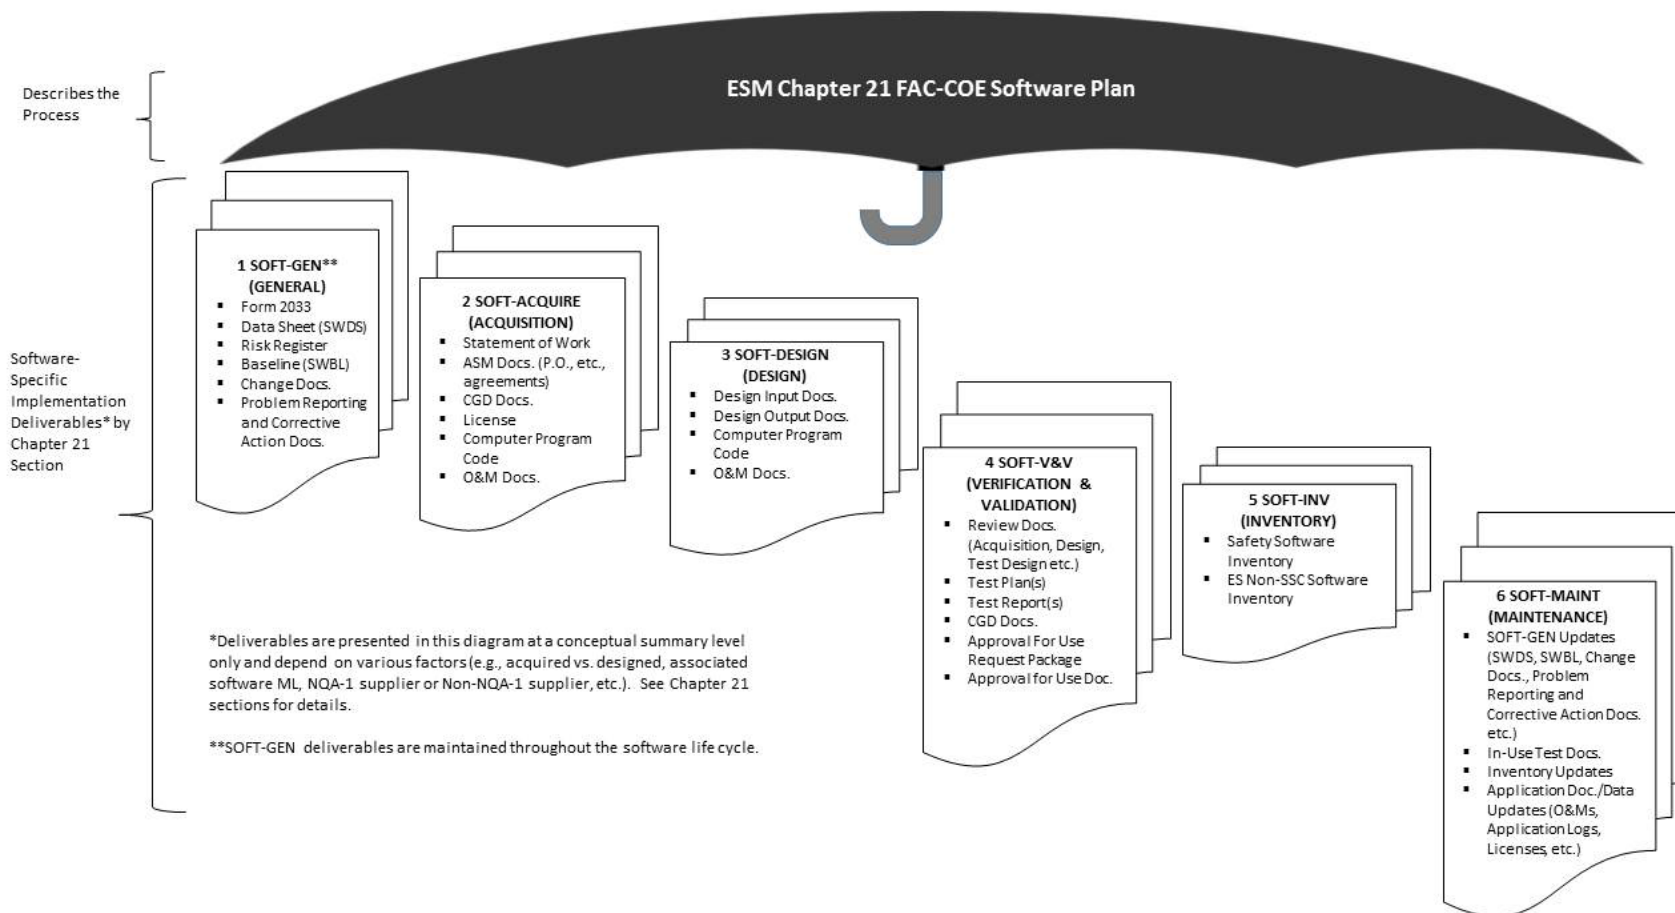 ESM Chapter 21 FAC-COE Software Plan
Describes the
Process
Software-
Specific
Implementation
Deliverables* by
Chapter 21
Section
1 SOFT-GEN**
(GENERAL)
▪ Form 2033
▪ Data Sheet (SWDS)
▪ Risk Register
▪ Baseline (SWBL)
▪ Change Docs.
▪ Problem Reporting
and Corrective
Action Docs.
2 SOFT-ACQUIRE
(ACQUISITION)
▪ Statement of Work
▪ ASM Docs. (P.O., etc.,
agreements)
▪ CGD Docs.
▪ License
▪ Computer Program
Code
▪ O&M Docs.
3 SOFT-DESIGN
(DESIGN)
▪ Design Input Docs.
▪ Design Output Docs.
▪ Computer Program
Code
▪ O&M Docs.
4 SOFT-V&V
(VERIFICATION &
VALIDATION)
▪ Review Docs.
(Acquisition, Design,
Test Design etc.)
▪ Test Plan(s)
▪ Test Report(s)
▪ CGD Docs.
▪ Approval For Use
Request Package
▪ Approval for Use Doc.
5 SOFT-INV
(INVENTORY)
▪ Safety Software
Inventory
▪ ES Non-SSC Software
Inventory
6 SOFT-MAINT
(MAINTENANCE)
▪ SOFT-GEN Updates
(SWDS, SWBL, Change
Docs., Problem
Reporting and
Corrective Action Docs.
etc.)
▪ In-Use Test Docs.
▪ Inventory Updates
▪ Application Doc./Data
Updates (O&Ms,
Application Logs,
Licenses, etc.)
*Deliverables are presented in this diagram at a conceptual summary level
only and depend on various factors (e.g., acquired vs. designed, associated
software ML, NQA-1 supplier or Non-NQA-1 supplier, etc.). See Chapter 21
sections for details.
**SOFT-GEN deliverables are maintained throughout the software life cycle.